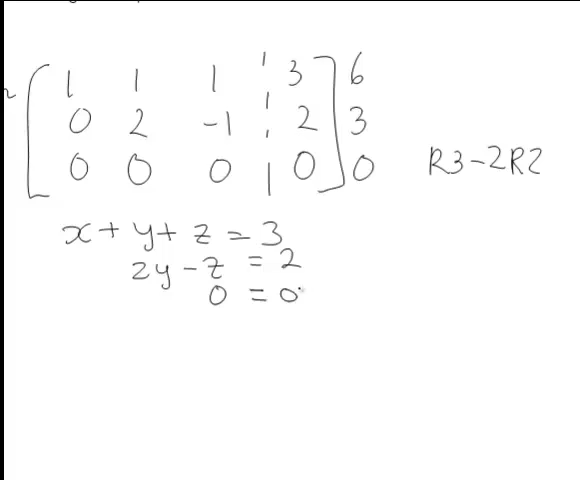 1 1 1 ¦ 3 ] 6
0 2 -1 ¦ 2 ] 3
0 0 0 | 0 ] 0 R3-2R2
x + y + z = 3
2y - z = 2
0 = 0